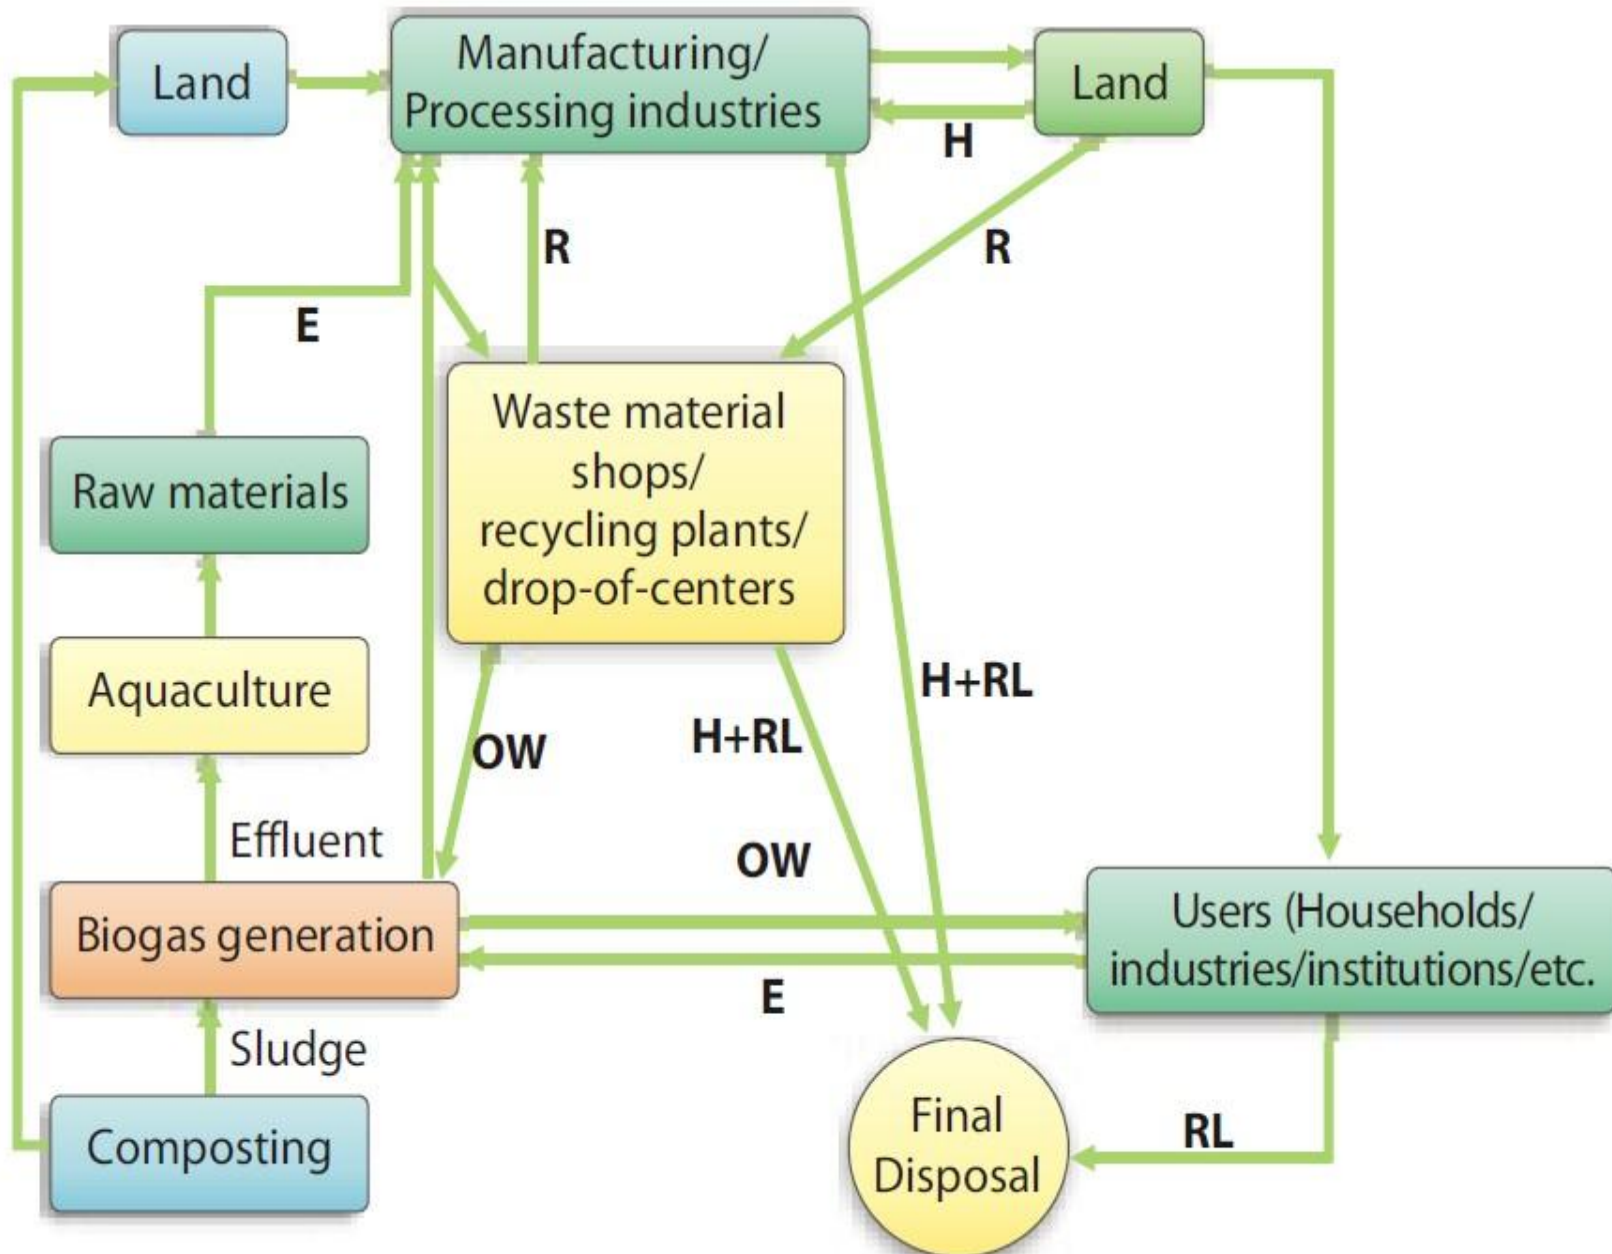 Land
Manufacturing/
Processing industries
Land
H
R
R
E
Waste material
shops/
recycling plants/
drop-of-centers
Raw materials
Aquaculture
H+RL
H+RL
OW
Effluent
OW
Biogas generation
Users (Households/
industries/institutions/etc.
E
Sludge
Composting
Final
Disposal
RL